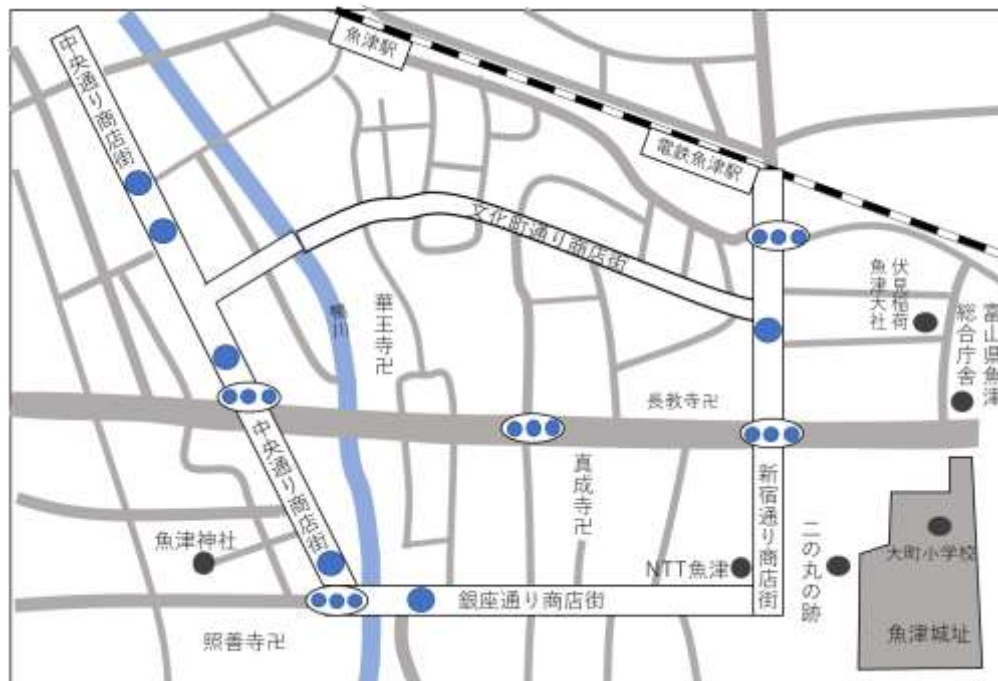 中央通り商店街
魚津駅
電鉄魚津駅
文化町通り商店街
伏見稲荷
魚津大社
富山県魚津
総合庁舎
鴨川
華王寺卍
長教寺卍
中央通り商店街
真成寺卍
新宿通り商店街
二の丸の跡
大町小学校
魚津城址
魚津神社
NTT魚津
銀座通り商店街
照善寺卍